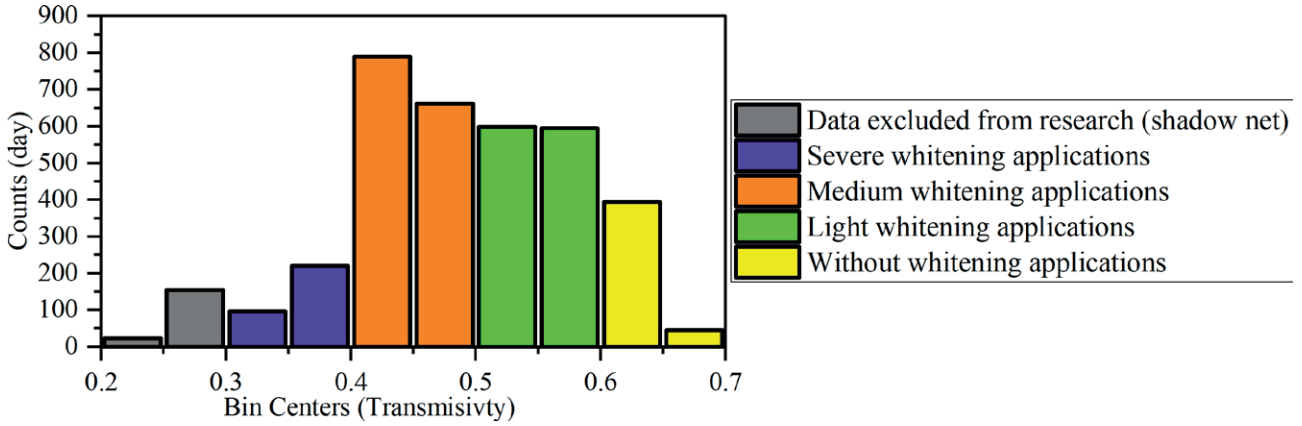 900
800
700
600
500
400
300
200
100
0
Counts (day)
0.2 0.3 0.4 0.5 0.6 0.7
Bin Centers (Transmisivty)
Data excluded from research (shadow net)
Severe whitening applications
Medium whitening applications
Light whitening applications
Without whitening applications